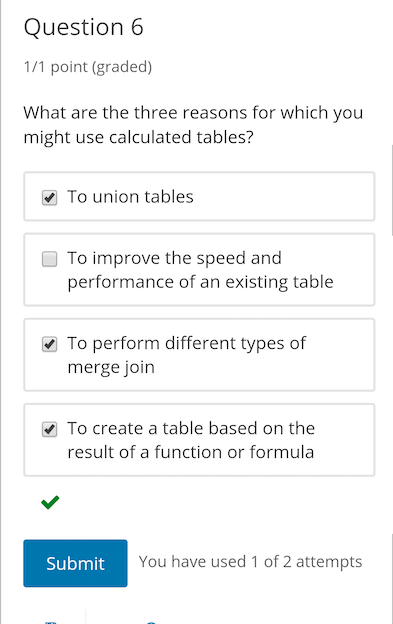 Question 6
1/1 point (graded)
What are the three reasons for which you
might use calculated tables?
To union tables
To improve the speed and
performance of an existing table
To perform different types of
merge join
To create a table based on the
result of a function or formula
Submit
You have used 1 of 2 attempts